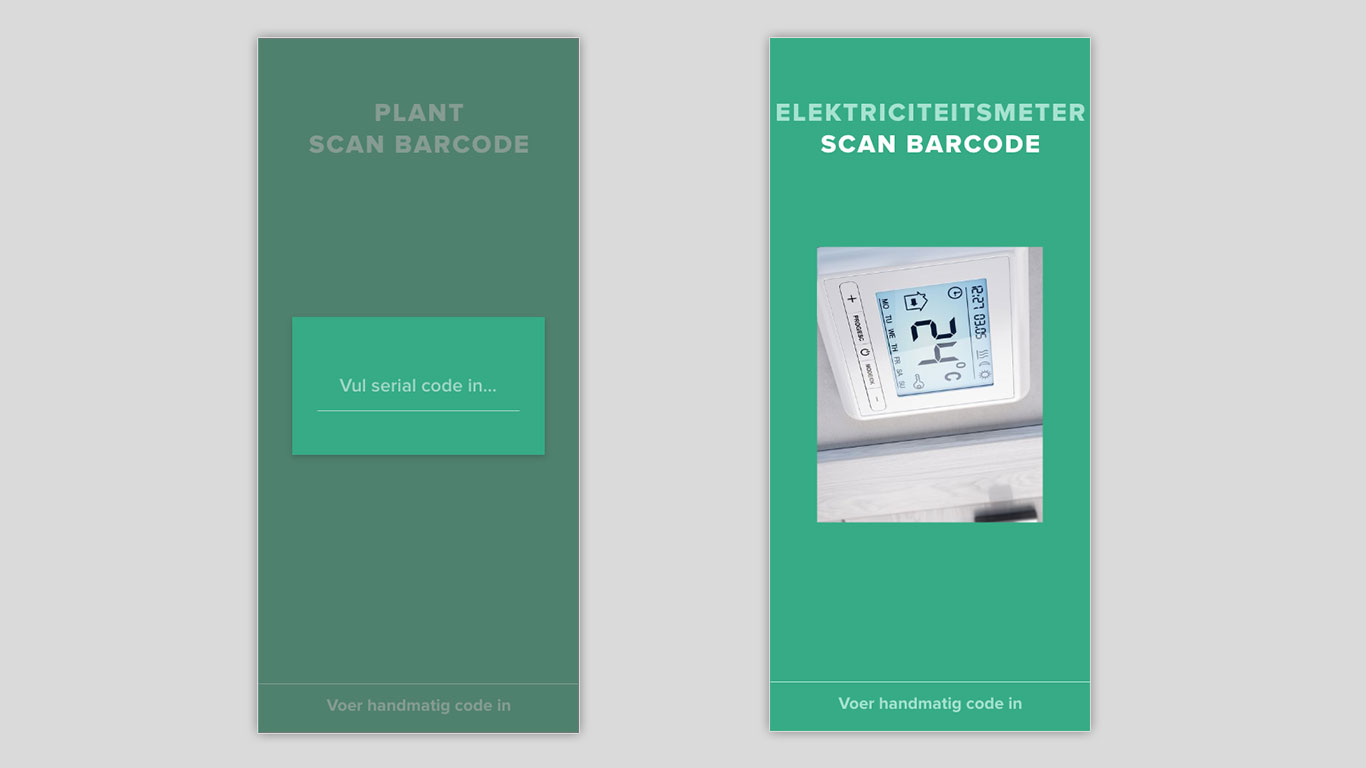 PLANT
SCAN BARCODE
Vul serial code in...
Voer handmatig code in
ELEKTRICITEITSMETER
SCAN BARCODE
12:27 03.05
24°C
MO TU WE TH FR SA SU
+ PROG/ESC MODE/OK -
Voer handmatig code in